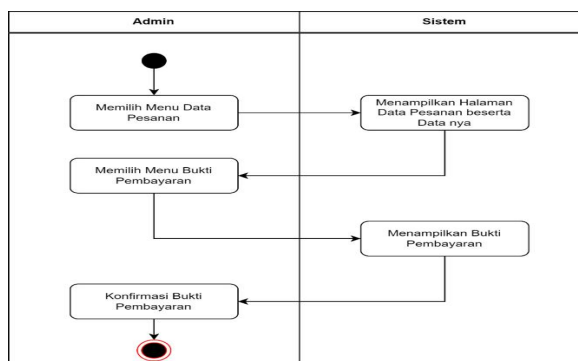 Admin
Sistem
Memilih Menu Data
Pesanan
Menampilkan Halaman
Data Pesanan beserta
Data nya
Memilih Menu Bukti
Pembayaran
Menampilkan Bukti
Pembayaran
Konfirmasi Bukti
Pembayaran